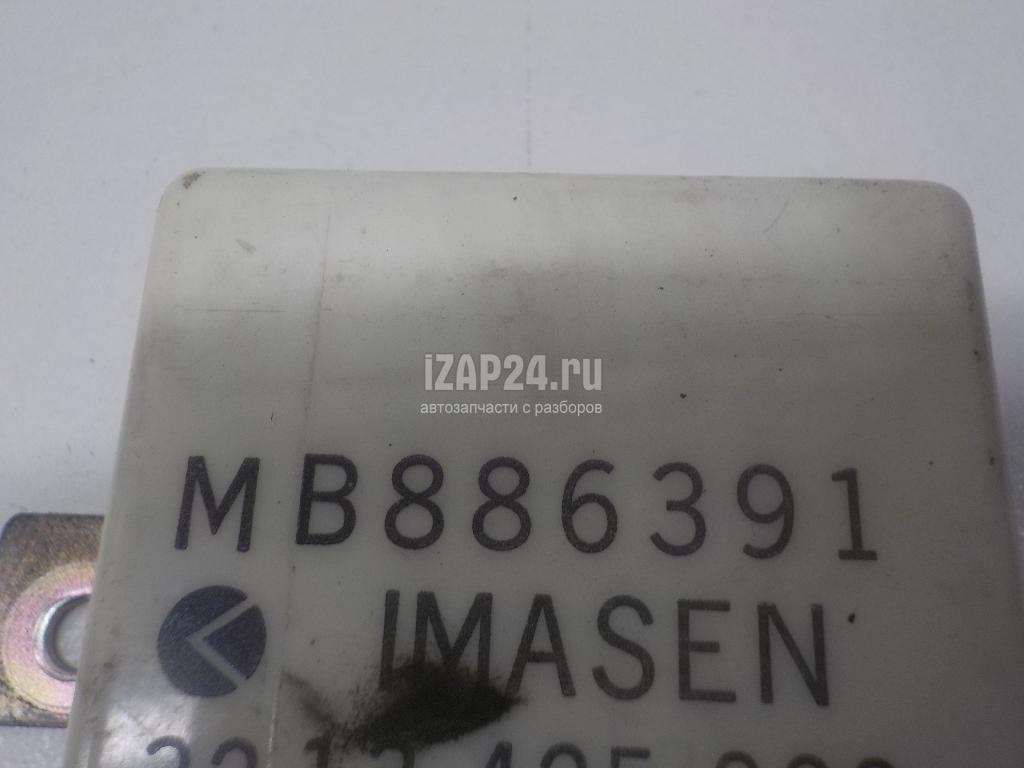 iZAP24.ru
автозапчасти с разборов
MB886391
IMASEN